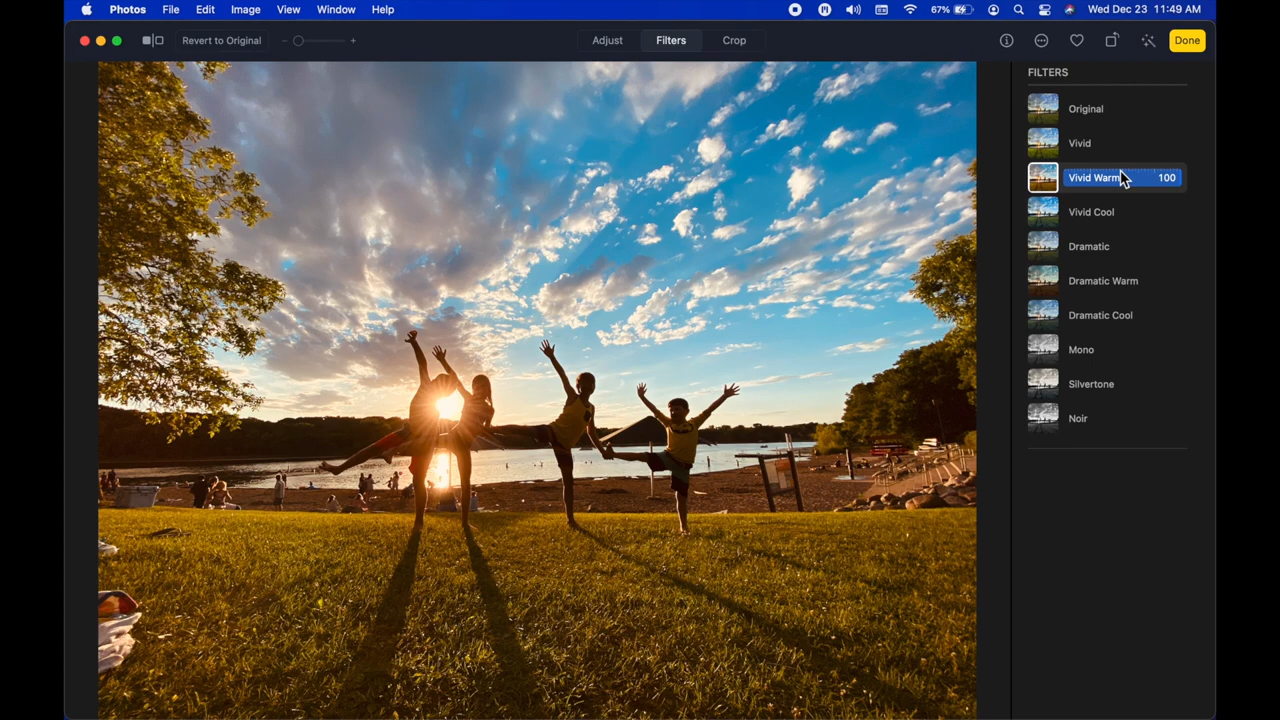 Photos File Edit Image View Window Help 67% Wed Dec 23 11:49 AM
Revert to Original - + Adjust Filters Crop Done
FILTERS
Original
Vivid
Vivid Warm 100
Vivid Cool
Dramatic
Dramatic Warm
Dramatic Cool
Mono
Silvertone
Noir